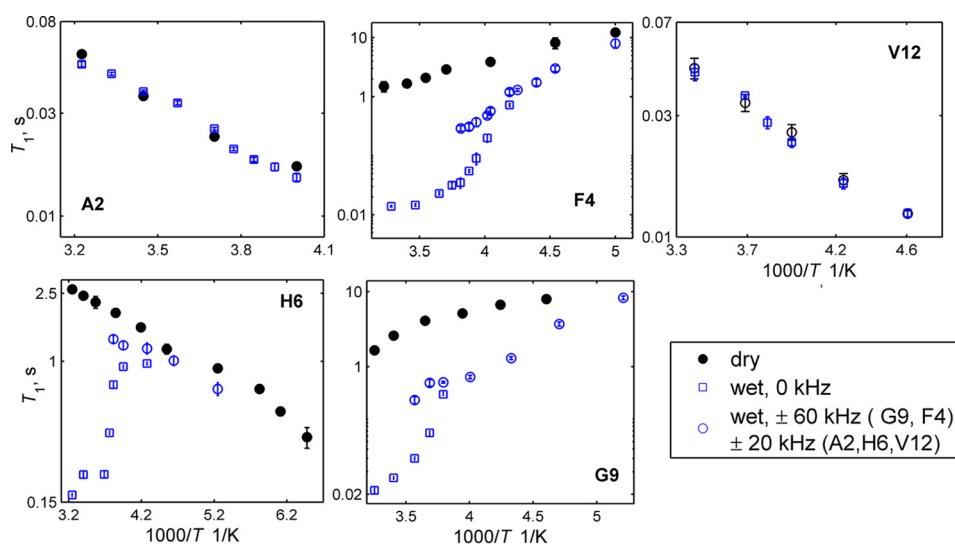 0.08
0.03
0.01
T1, s
A2
3.2 3.5 3.8 4.1
10
1
0.01
F4
3.5 4 4.5 5
0.07
0.03
0.01
V12
3.3 3.7 4.2 4.6
1000/T 1/K
2.5
1
0.15
T1, s
H6
3.2 4.2 5.2 6.2
1000/T 1/K
10
1
0.02
G9
3.5 4 4.5 5
1000/T 1/K
dry
wet, 0 kHz
wet, ± 60 kHz ( G9, F4)
± 20 kHz (A2,H6,V12)